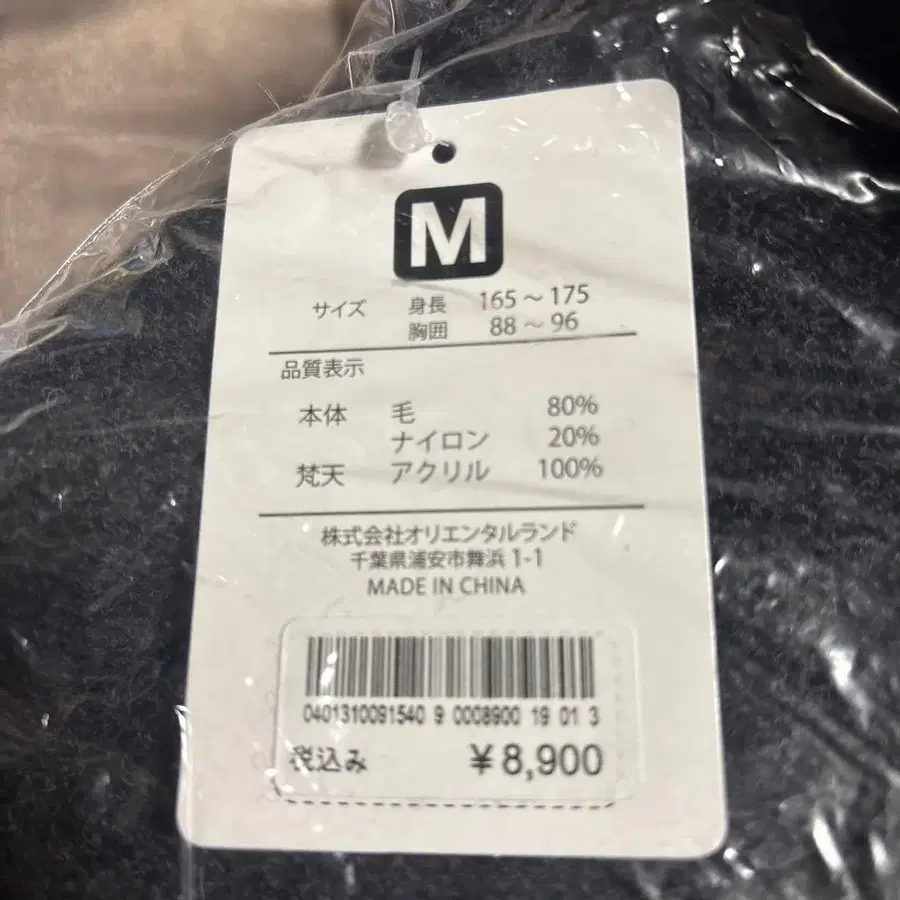 M
サイズ 身長 165～175
胸囲 88～96
品質表示
本体 毛 80%
ナイロン 20%
梵天 アクリル 100%
株式会社オリエンタルランド
千葉県浦安市舞浜 1-1
MADE IN CHINA
0401310091540 9 0008900 19 01 3
税込み ¥8,900